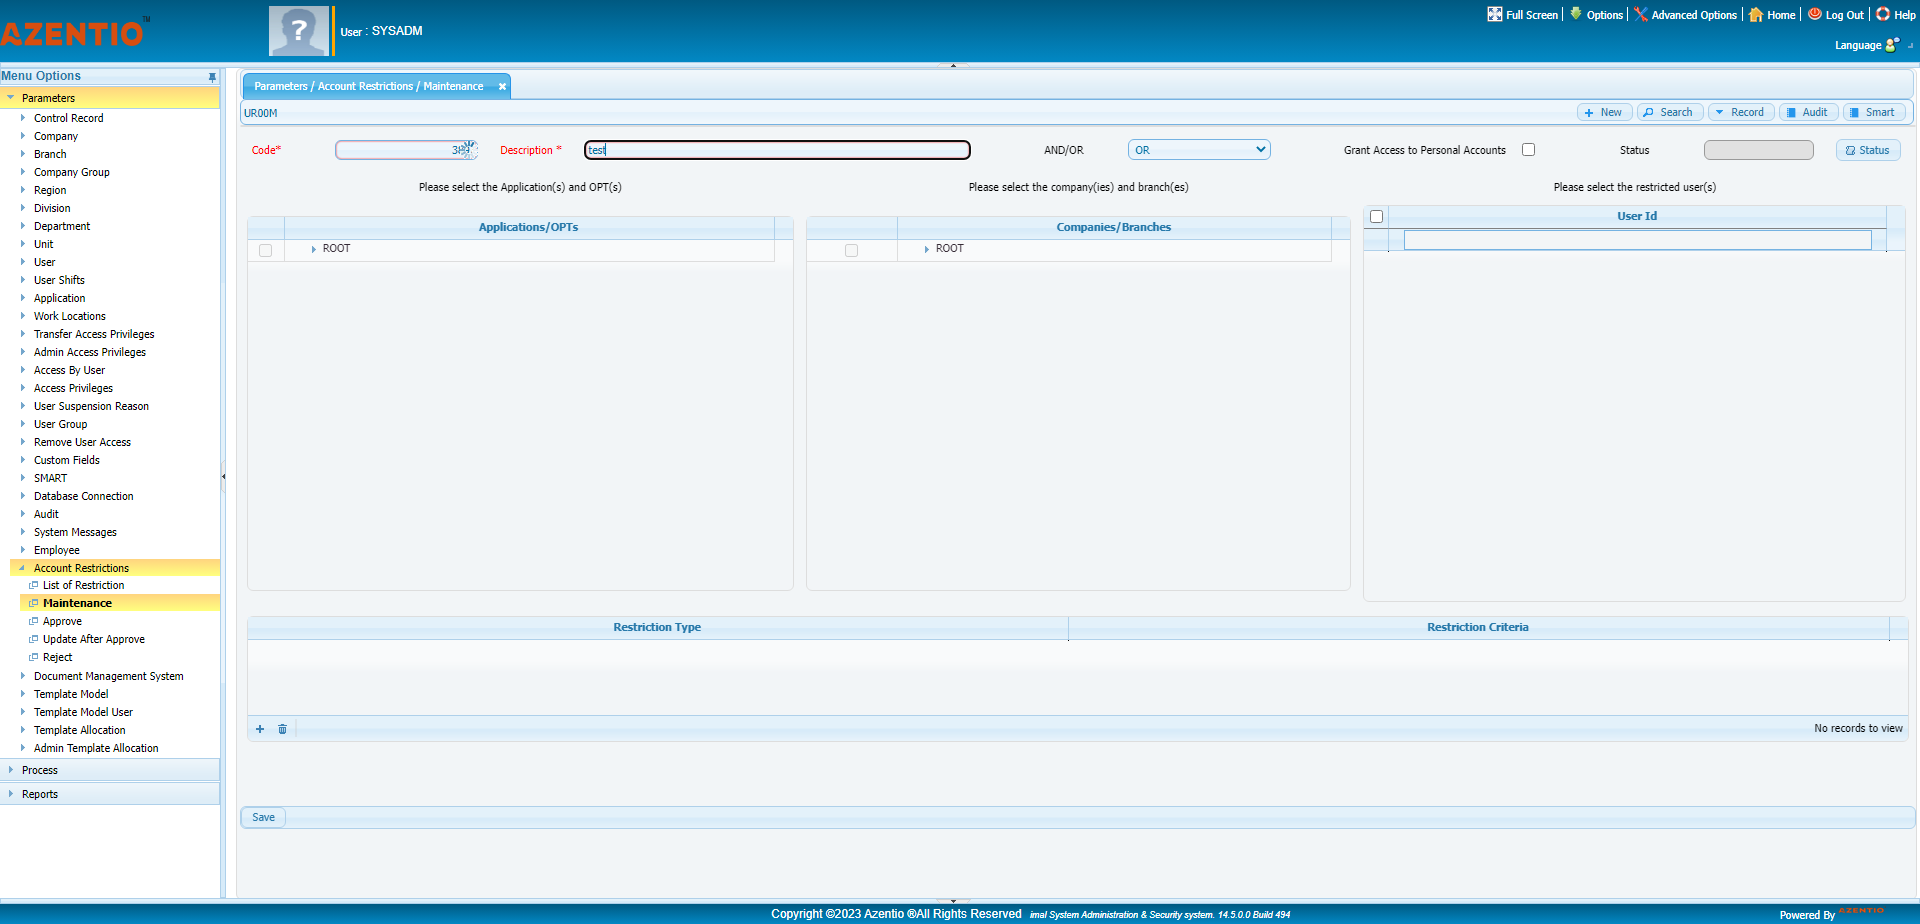 AZENTIO™
User : SYSADM
Full Screen
Options
Advanced Options
Home
Log Out
Help
Language
Menu Options
Parameters
Control Record
Company
Branch
Company Group
Region
Division
Department
Unit
User
User Shifts
Application
Work Locations
Transfer Access Privileges
Admin Access Privileges
Access By User
Access Privileges
User Suspension Reason
User Group
Remove User Access
Custom Fields
SMART
Database Connection
Audit
System Messages
Employee
Account Restrictions
List of Restriction
Maintenance
Approve
Update After Approve
Reject
Document Management System
Template Model
Template Model User
Template Allocation
Admin Template Allocation
Process
Reports
Parameters / Account Restrictions / Maintenance
UR00M
New
Search
Record
Audit
Smart
Code*
Description *
test
AND/OR
OR
Grant Access to Personal Accounts
Status
Status
Please select the Application(s) and OPT(s)
Please select the company(ies) and branch(es)
Please select the restricted user(s)
Applications/OPTs
ROOT
Companies/Branches
ROOT
User Id
Restriction Type
Restriction Criteria
No records to view
Save
Copyright ©2023 Azentio ®All Rights Reserved imal System Administration & Security system. 14.5.0.0 Build 494
Powered By AZENTIO